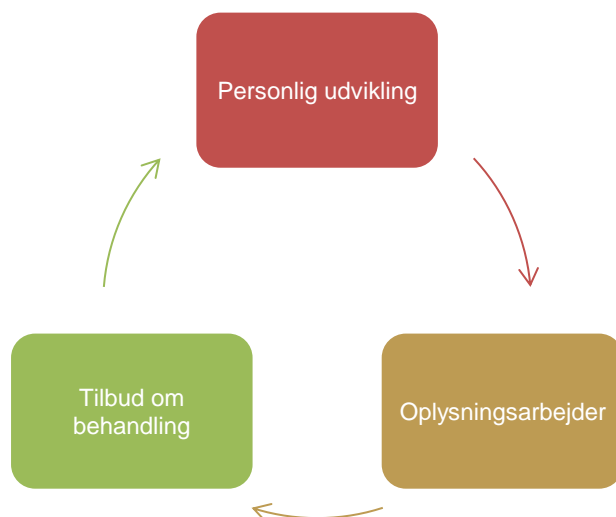 Personlig udvikling
Oplysningsarbejder
Tilbud om
behandling